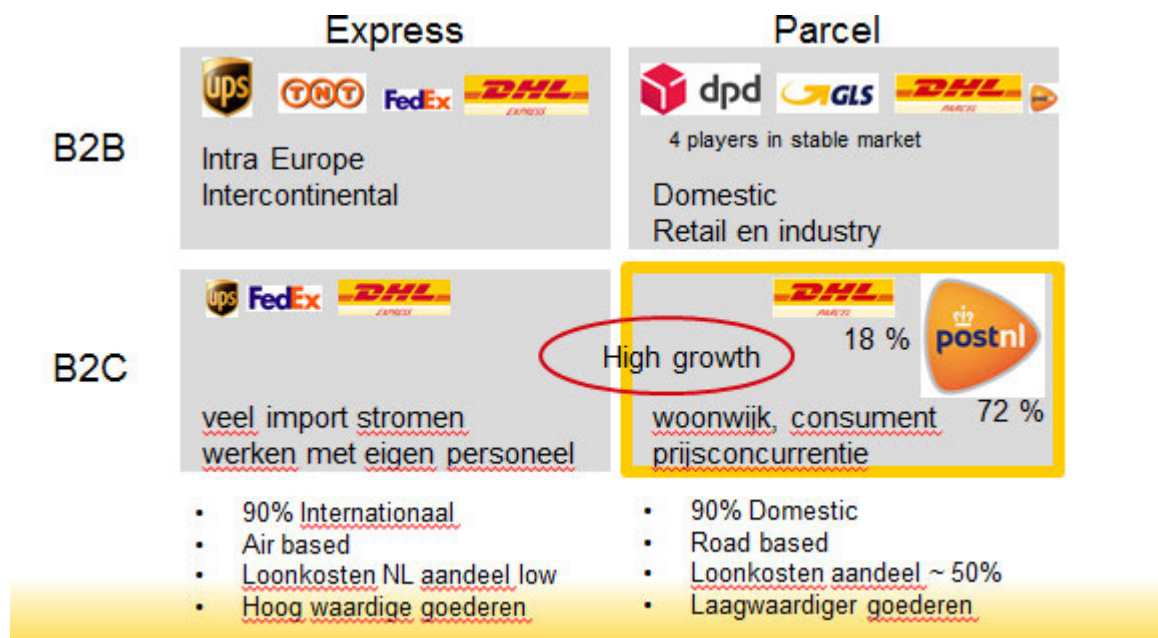 Express
Parcel
B2B
ups TNT FedEx DHL EXPRESS
Intra Europe
Intercontinental
dpd GLS DHL PARCEL
4 players in stable market
Domestic
Retail en industry
B2C
ups FedEx DHL EXPRESS
veel import stromen
werken met eigen personeel
High growth
DHL PARCEL
18 %
postnl
72 %
woonwijk, consument
prijsconcurrentie
• 90% Internationaal
• Air based
• Loonkosten NL aandeel low
• Hoog waardige goederen
• 90% Domestic
• Road based
• Loonkosten aandeel ~ 50%
• Laagwaardiger goederen